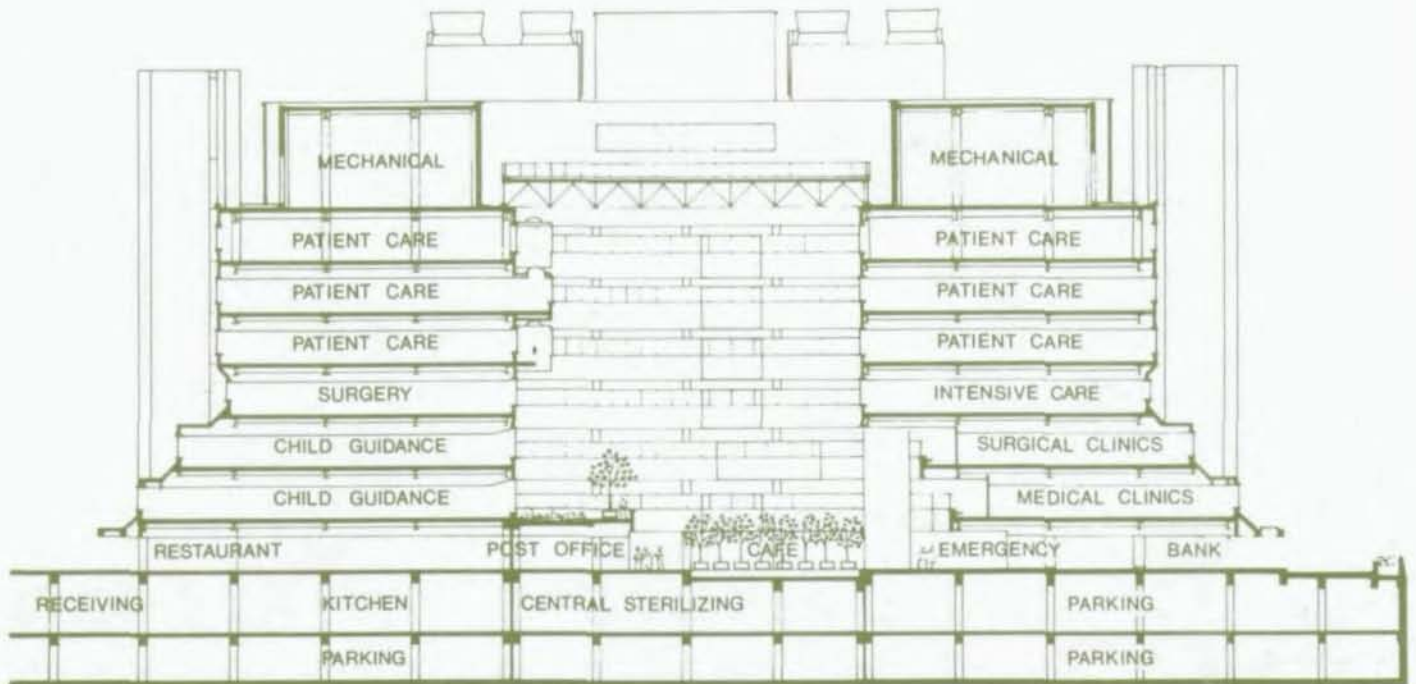 MECHANICAL MECHANICAL
PATIENT CARE PATIENT CARE
PATIENT CARE PATIENT CARE
PATIENT CARE PATIENT CARE
SURGERY INTENSIVE CARE
CHILD GUIDANCE SURGICAL CLINICS
CHILD GUIDANCE MEDICAL CLINICS
RESTAURANT POST OFFICE CAFE EMERGENCY BANK
RECEIVING KITCHEN CENTRAL STERILIZING PARKING
PARKING PARKING